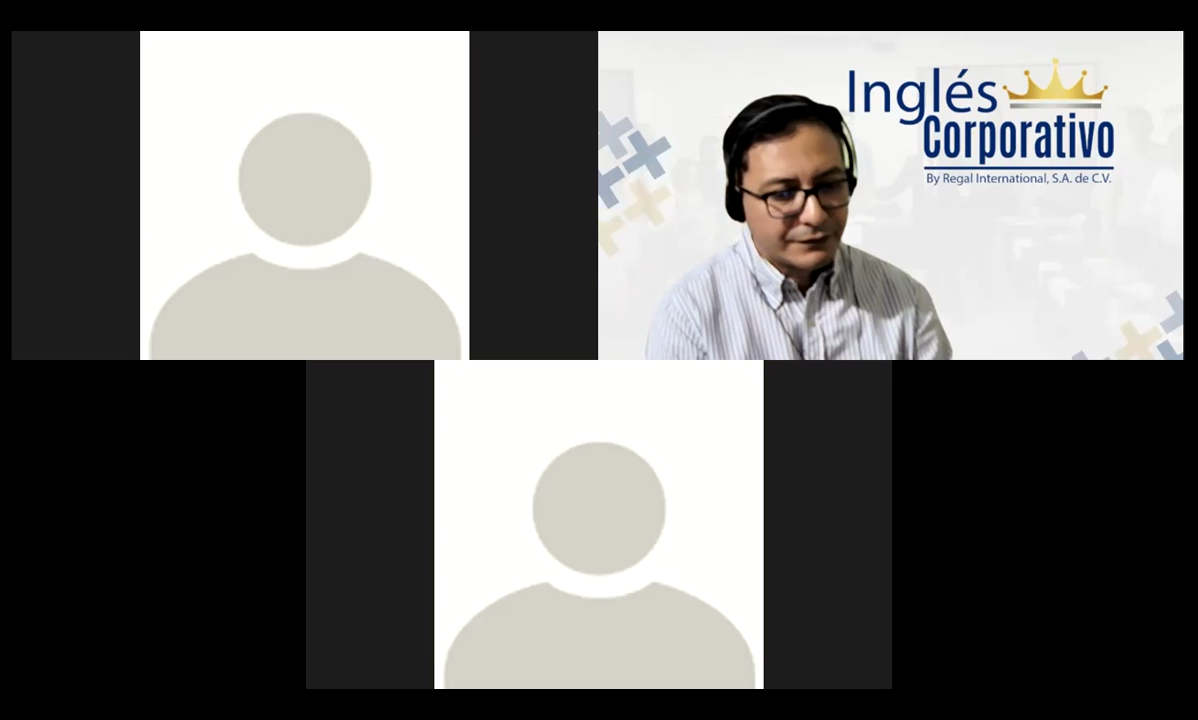 Inglés
Corporativo
By Regal International, S.A. de C.V.